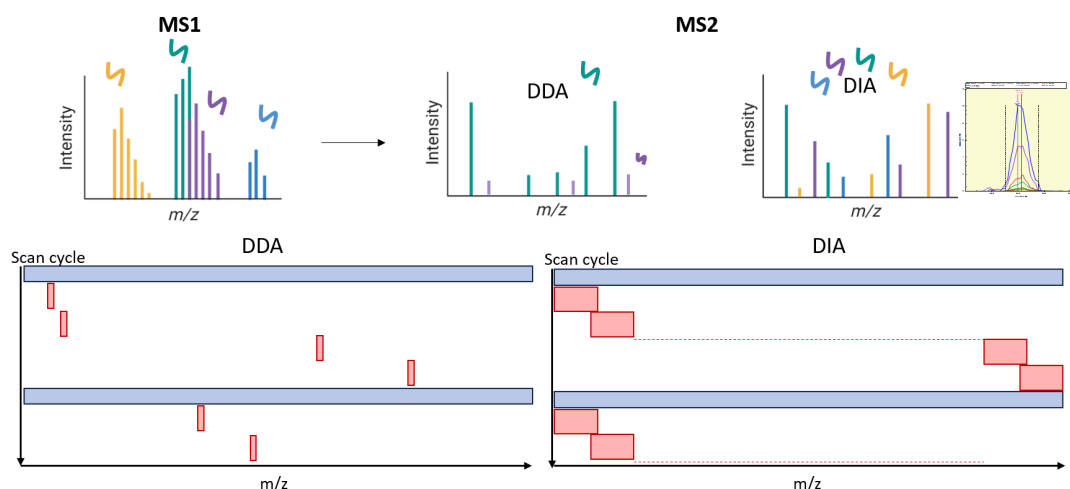 MS1
MS2
Intensity
m/z
Intensity
DDA
m/z
Intensity
DIA
m/z
DDA
Scan cycle
m/z
DIA
Scan cycle
m/z